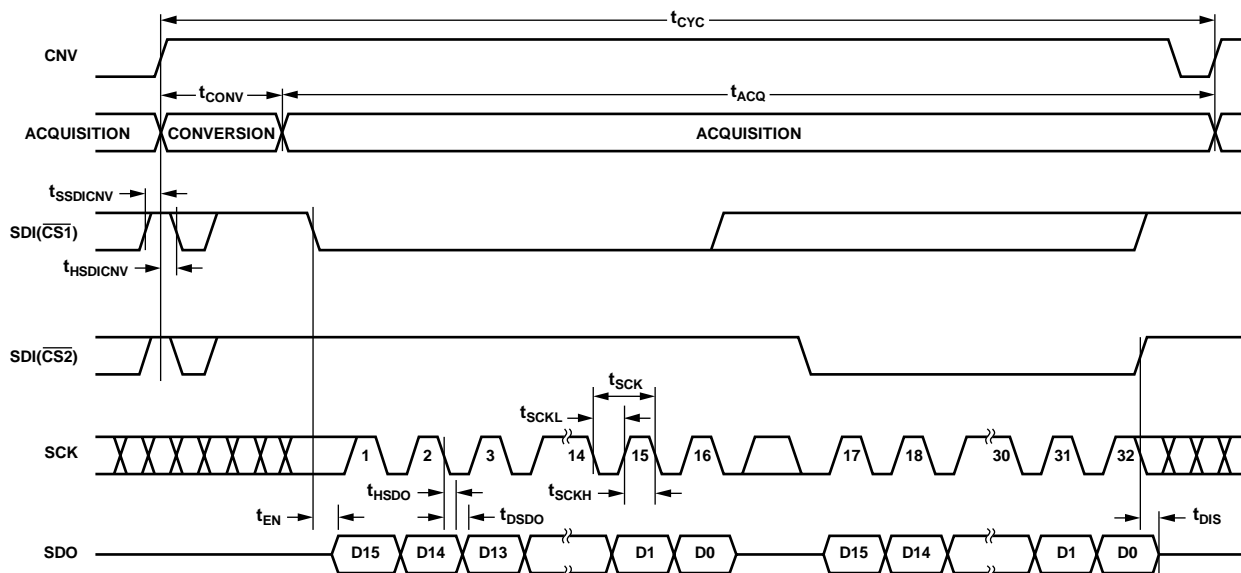 tCYC
CNV
tCONV
tACQ
ACQUISITION CONVERSION ACQUISITION
tSSDICNV
SDI(CS1)
tHSDICNV
SDI(CS2)
tSCK
tSCKL
SCK 1 2 3 14 15 16 17 18 30 31 32
tHSDO tSCKH
tEN tDSDO tDIS
SDO D15 D14 D13 D1 D0 D15 D14 D1 D0